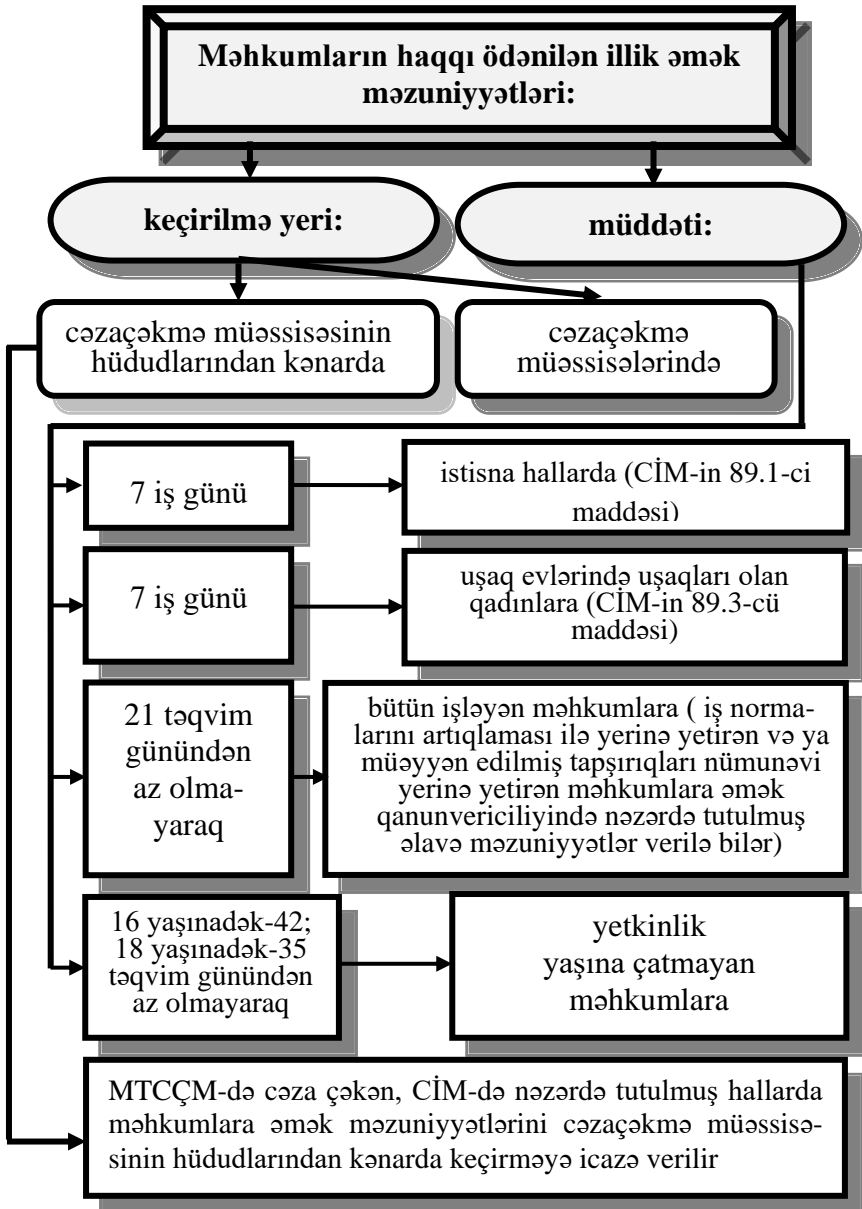 Məhkumların haqqı ödənilən illik əmək
məzuniyyətləri:
keçirilmə yeri:
müddəti:
cəzaçəkmə müəssisəsinin
hüdudlarından kənarda
cəzaçəkmə
müəssisələrində
7 iş günü
istisna hallarda (CİM-in 89.1-ci
maddəsi)
7 iş günü
uşaq evlərində uşaqları olan
qadınlara (CİM-in 89.3-cü
maddəsi)
21 təqvim
günündən
az olma-
yaraq
bütün işləyən məhkumlara ( iş norma-
larını artıqlaması ilə yerinə yetirən və ya
müəyyən edilmiş tapşırıqları nümunəvi
yerinə yetirən məhkumlara əmək
qanunvericiliyində nəzərdə tutulmuş
əlavə məzuniyyətlər verilə bilər)
16 yaşınadək-42;
18 yaşınadək-35
təqvim günündən
az olmayaraq
yetkinlik
yaşına çatmayan
məhkumlara
MTCÇM-də cəza çəkən, CİM-də nəzərdə tutulmuş hallarda
məhkumlara əmək məzuniyyətlərini cəzaçəkmə müəssisə-
sinin hüdudlarından kənarda keçirməyə icazə verilir